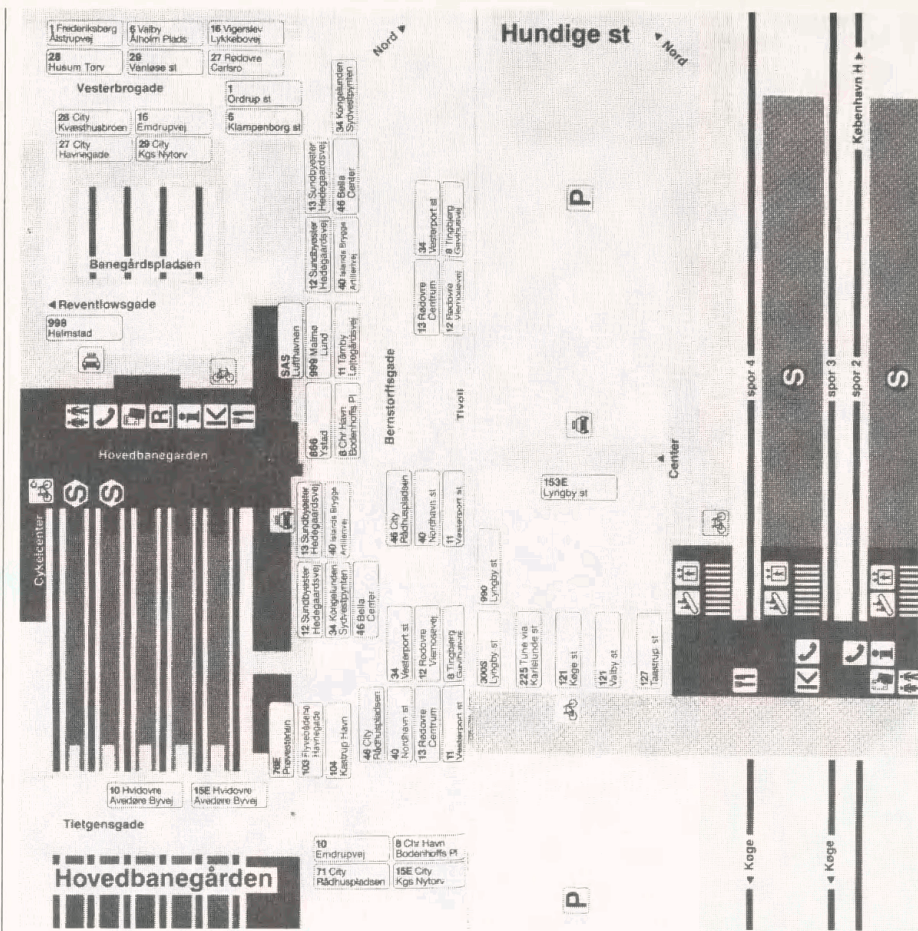 1 Frederiksberg
Alstrupvej
6 Valby
Ålholm Plads
16 Vigerslev
Lykkebovej
28
Husum Torv
29
Vanløse st
27 Rødovre
Carlsro
Vesterbrogade
1
Ordrup st
28 City
Kvæsthusbroen
16
Emdrupvej
6
Klampenborg st
27 City
Havnegade
29 City
Kgs Nytorv
Banegårdspladsen
◄ Reventlowsgade
998
Halmstad
Nord
34 Kongelunden
Sydvestpynten
13 Sundbyøster
Hedegaardsvej
46 Bella
Center
12 Sundbyøster
Hedegaardsvej
40 Islands Brygge
Artillerivej
SAS
Lufthavnen
999 Malmø
Lund
11 Tårnby
Løjtegårdsvej
866
Ystad
8 Chr Havn
Bodenhoffs Pl
Bernstorffsgade
Tivoli
34
Vesterport st
8 Tingbjerg
Gavlhusvej
13 Rødovre
Centrum
12 Rødovre
Viemosevej
R
i
K
Hovedbanegården
Cykelcenter
S
S
13 Sundbyøster
Hedegaardsvej
40 Islands Brygge
Artillerivej
12 Sundbyøster
Hedegaardsvej
34 Kongelunden
Sydvestpynten
46 Bella
Center
46 City
Rådhuspladsen
40
Nordhavn st
11
Vesterport st
34
Vesterport st
12 Rødovre
Viemosevej
8 Tingbjerg
Gavlhusvej
76E
Prøvestenen
103 Flyvebådene
Havnegade
104
Kastrup Havn
46 City
Rådhuspladsen
40
Nordhavn st
13 Rødovre
Centrum
11
Vesterport st
10 Hvidovre
Avedøre Byvej
15E Hvidovre
Avedøre Byvej
Tietgensgade
10
Emdrupvej
8 Chr Havn
Bodenhoffs Pl
71 City
Rådhuspladsen
15E City
Kgs Nytorv
Hovedbanegården
Hundige st
Nord
P
Center
153E
Lyngby st
990
Lyngby st
300S
Lyngby st
225 Tune via
Karlslunde st
121
Køge st
121
Valby st
127
Taastrup st
P
spor 4
spor 3
spor 2
København H ►
S
S
K
i
◄ Køge
◄ Køge